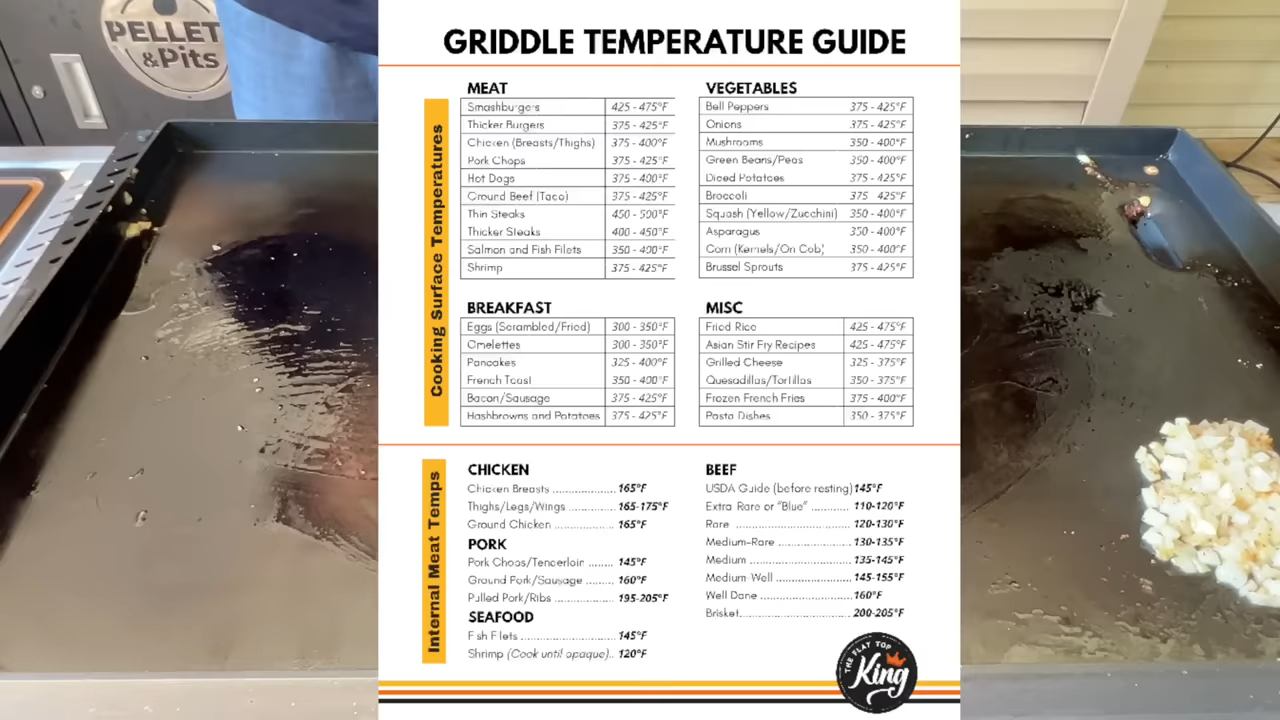 PELLET
&Pits
GRIDDLE TEMPERATURE GUIDE
Cooking Surface Temperatures
MEAT
Smashburgers 425 - 475°F
Thicker Burgers 375 - 425°F
Chicken (Breasts/Thighs) 375 - 400°F
Pork Chops 375 - 425°F
Hot Dogs 375 - 400°F
Ground Beef (Taco) 375 - 425°F
Thin Steaks 450 - 500°F
Thicker Steaks 400 - 450°F
Salmon and Fish Filets 350 - 400°F
Shrimp 375 - 425°F
VEGETABLES
Bell Peppers 375 - 425°F
Onions 375 - 425°F
Mushrooms 350 - 400°F
Green Beans/Peas 350 - 400°F
Diced Potatoes 375 - 425°F
Broccoli 375 - 425°F
Squash (Yellow/Zucchini) 350 - 400°F
Asparagus 350 - 400°F
Corn (Kernels/On Cob) 350 - 400°F
Brussel Sprouts 375 - 425°F
BREAKFAST
Eggs (Scrambled/Fried) 300 - 350°F
Omelettes 300 - 350°F
Pancakes 325 - 400°F
French Toast 350 - 400°F
Bacon/Sausage 375 - 425°F
Hashbrowns and Potatoes 375 - 425°F
MISC
Fried Rice 425 - 475°F
Asian Stir Fry Recipes 425 - 475°F
Grilled Cheese 325 - 375°F
Quesadillas/Tortillas 350 - 375°F
Frozen French Fries 375 - 400°F
Pasta Dishes 350 - 375°F
Internal Meat Temps
CHICKEN
Chicken Breasts .................. 165°F
Thighs/Legs/Wings ............ 165-175°F
Ground Chicken ................ 165°F
PORK
Pork Chops/Tenderloin ....... 145°F
Ground Pork/Sausage ........ 160°F
Pulled Pork/Ribs ................ 195-205°F
SEAFOOD
Fish Filets ........................... 145°F
Shrimp (Cook until opaque).. 120°F
BEEF
USDA Guide (before resting) 145°F
Extra Rare or "Blue" ........... 110-120°F
Rare ................................ 120-130°F
Medium-Rare .................... 130-135°F
Medium ............................ 135-145°F
Medium-Well ..................... 145-155°F
Well Done ......................... 160°F
Brisket............................... 200-205°F
THE FLAT TOP
King